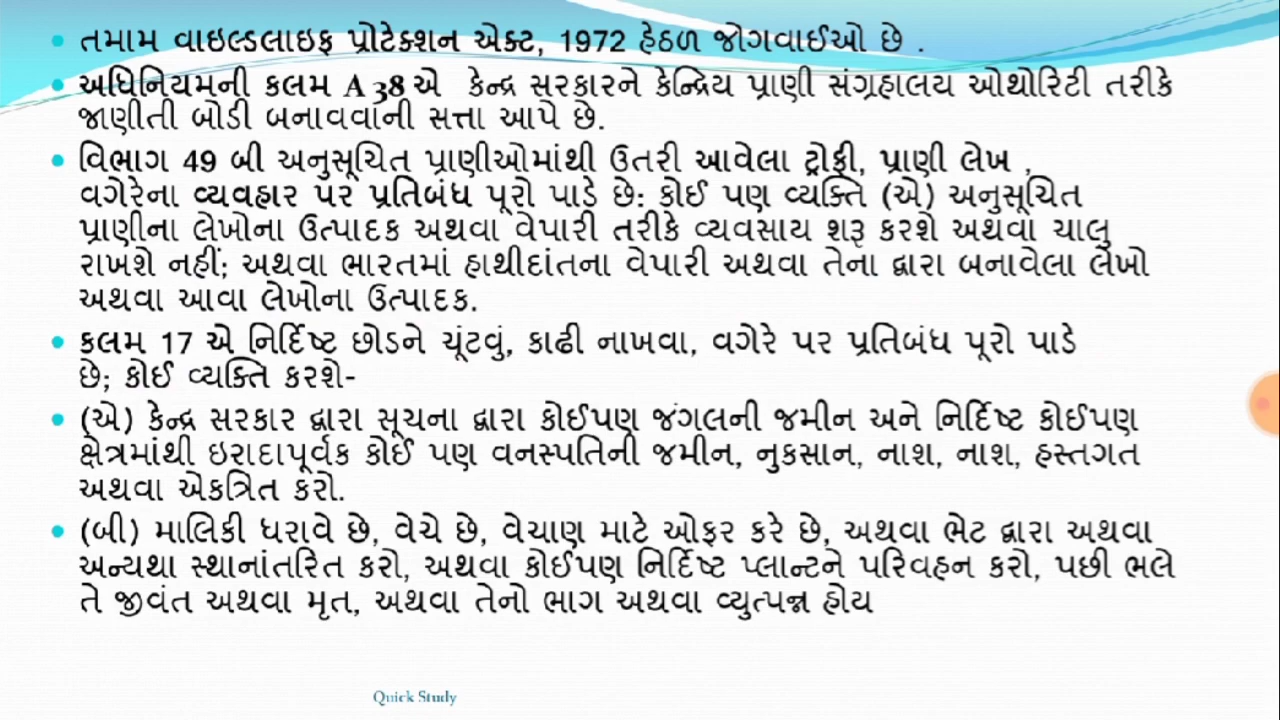 તમામ વાઇલ્ડલાઇફ પ્રોટેક્શન એક્ટ, 1972 હેઠળ જોગવાઈઓ છે .
અધિનિયમની કલમ A 38 એ કેન્દ્ર સરકારને કેન્દ્રિય પ્રાણી સંગ્રહાલય ઓથોરિટી તરીકે
જાણીતી બોડી બનાવવાની સત્તા આપે છે.
વિભાગ 49 બી અનુસૂચિત પ્રાણીઓમાંથી ઉતરી આવેલા ટ્રોફી, પ્રાણી લેખ ,
વગેરેના વ્યવહાર પર પ્રતિબંધ પૂરો પાડે છે: કોઈ પણ વ્યક્તિ (એ) અનુસૂચિત
પ્રાણીના લેખોના ઉત્પાદક અથવા વેપારી તરીકે વ્યવસાય શરૂ કરશે અથવા ચાલુ
રાખશે નહીં; અથવા ભારતમાં હાથીદાંતના વેપારી અથવા તેના દ્વારા બનાવેલા લેખો
અથવા આવા લેખોના ઉત્પાદક.
કલમ 17 એ નિર્દિષ્ટ છોડને ચૂંટવું, કાઢી નાખવા, વગેરે પર પ્રતિબંધ પૂરો પાડે
છે; કોઈ વ્યક્તિ કરશે-
(એ) કેન્દ્ર સરકાર દ્વારા સૂચના દ્વારા કોઈપણ જંગલની જમીન અને નિર્દિષ્ટ કોઈપણ
ક્ષેત્રમાંથી ઇરાદાપૂર્વક કોઈ પણ વનસ્પતિની જમીન, નુકસાન, નાશ, નાશ, હસ્તગત
અથવા એકત્રિત કરો.
(બી) માલિકી ધરાવે છે, વેચે છે, વેચાણ માટે ઓફર કરે છે, અથવા ભેટ દ્વારા અથવા
અન્યથા સ્થાનાંતરિત કરો, અથવા કોઈપણ નિર્દિષ્ટ પ્લાન્ટને પરિવહન કરો, પછી ભલે
તે જીવંત અથવા મૃત, અથવા તેનો ભાગ અથવા વ્યુત્પન્ન હોય
Quick Study